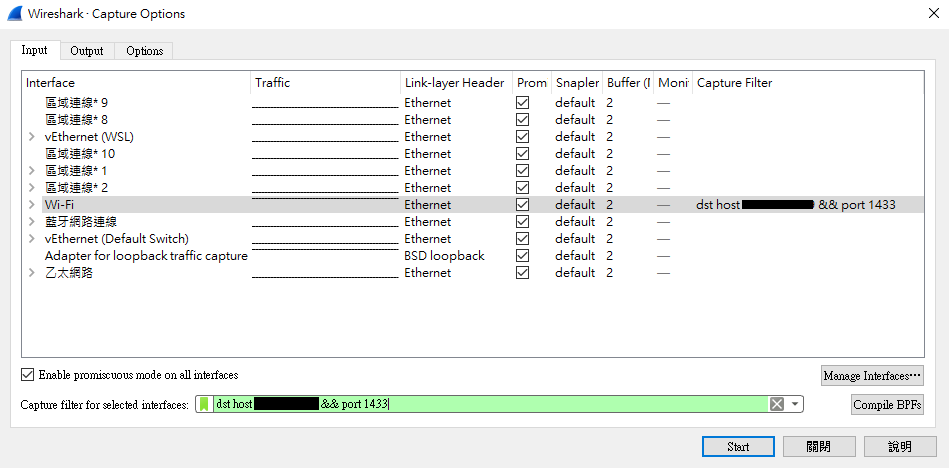 Wireshark · Capture Options
Input Output Options
Interface Traffic Link-layer Header Prom Snapler Buffer (I Moni Capture Filter
區域連線* 9 Ethernet default 2 —
區域連線* 8 Ethernet default 2 —
vEthernet (WSL) Ethernet default 2 —
區域連線* 10 Ethernet default 2 —
區域連線* 1 Ethernet default 2 —
區域連線* 2 Ethernet default 2 —
Wi-Fi Ethernet default 2 — dst host && port 1433
藍牙網路連線 Ethernet default 2 —
vEthernet (Default Switch) Ethernet default 2 —
Adapter for loopback traffic capture BSD loopback default 2 —
乙太網路 Ethernet default 2 —
Enable promiscuous mode on all interfaces Manage Interfaces…
Capture filter for selected interfaces: dst host && port 1433 Compile BPFs
Start 關閉 說明